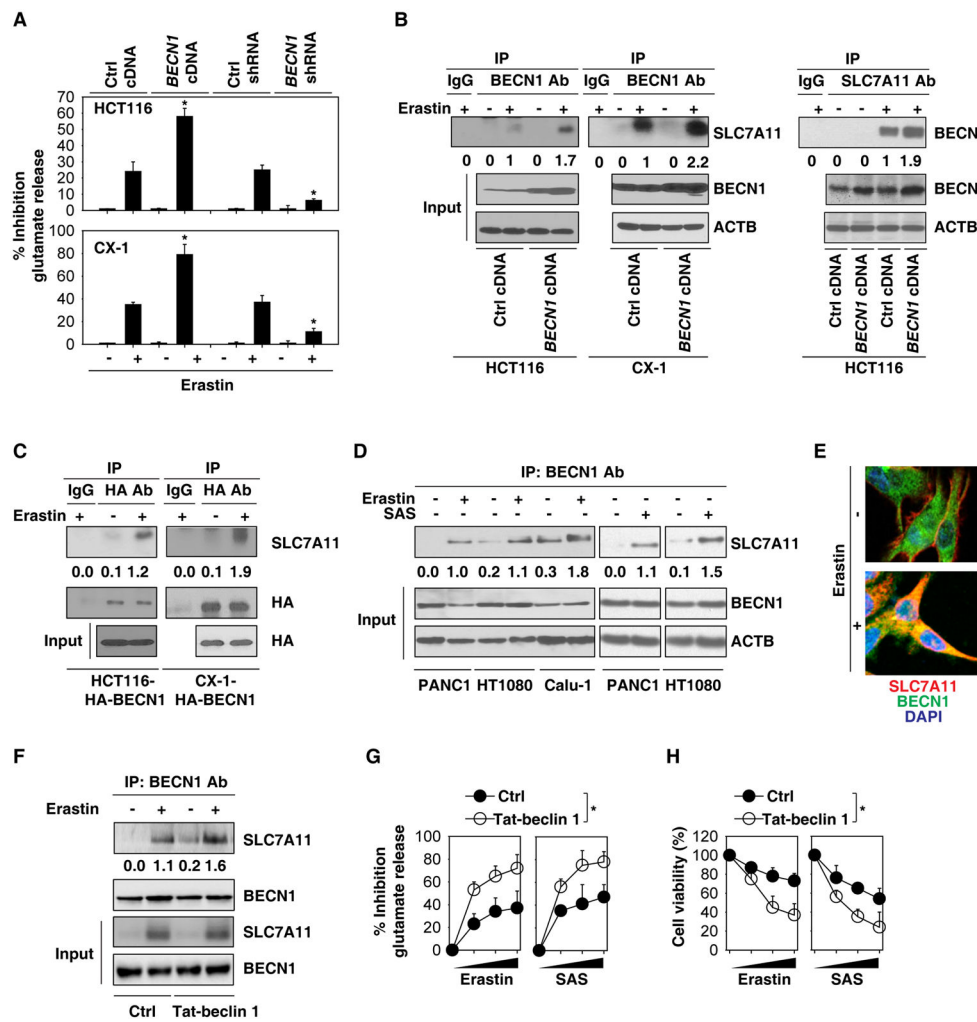 A
Ctrl cDNA
BECN1 cDNA
Ctrl shRNA
BECN1 shRNA
HCT116
70
60
50
40
30
20
10
0
* *
CX-1
100
80
60
40
20
0
* *
% Inhibition
glutamate release
- + - + - + - +
Erastin
B
IP IP IP
IgG BECN1 Ab IgG BECN1 Ab IgG SLC7A11 Ab
Erastin + - + - + + - + - + + - - + +
SLC7A11 BECN
0 0 1 0 1.7 0 0 1 0 2.2 0 0 0 1 1.9
Input
BECN1 BECN
ACTB ACTB
Ctrl cDNA
BECN1 cDNA
Ctrl cDNA
BECN1 cDNA
Ctrl cDNA
BECN1 cDNA
Ctrl cDNA
BECN1 cDNA
HCT116 CX-1 HCT116
C
IP IP
IgG HA Ab IgG HA Ab
Erastin + - + + - +
SLC7A11
0.0 0.1 1.2 0.0 0.1 1.9
HA
Input HA
HCT116-
HA-BECN1
CX-1-
HA-BECN1
D
IP: BECN1 Ab
Erastin - + - + - +
SAS - + - +
SLC7A11
0.0 1.0 0.2 1.1 0.3 1.8 0.0 1.1 0.1 1.5
Input
BECN1
ACTB
PANC1 HT1080 Calu-1 PANC1 HT1080
E
Erastin
-
+
SLC7A11
BECN1
DAPI
F
IP: BECN1 Ab
Erastin - + - +
SLC7A11
0.0 1.1 0.2 1.6
BECN1
Input
SLC7A11
BECN1
Ctrl Tat-beclin 1
G
Ctrl
Tat-beclin 1
*
% Inhibition
glutamate release
100
80
60
40
20
0
Erastin SAS
H
Ctrl
Tat-beclin 1
*
Cell viability (%)
120
100
80
60
40
20
0
Erastin SAS